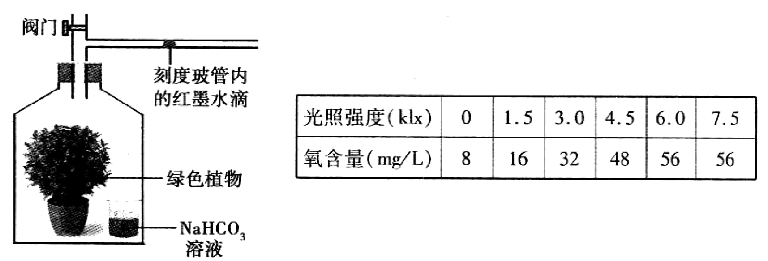 阀门
刻度玻管内
的红墨水滴
绿色植物
NaHCO₃
溶液
光照强度(klx) 0 1.5 3.0 4.5 6.0 7.5
氧含量(mg/L) 8 16 32 48 56 56